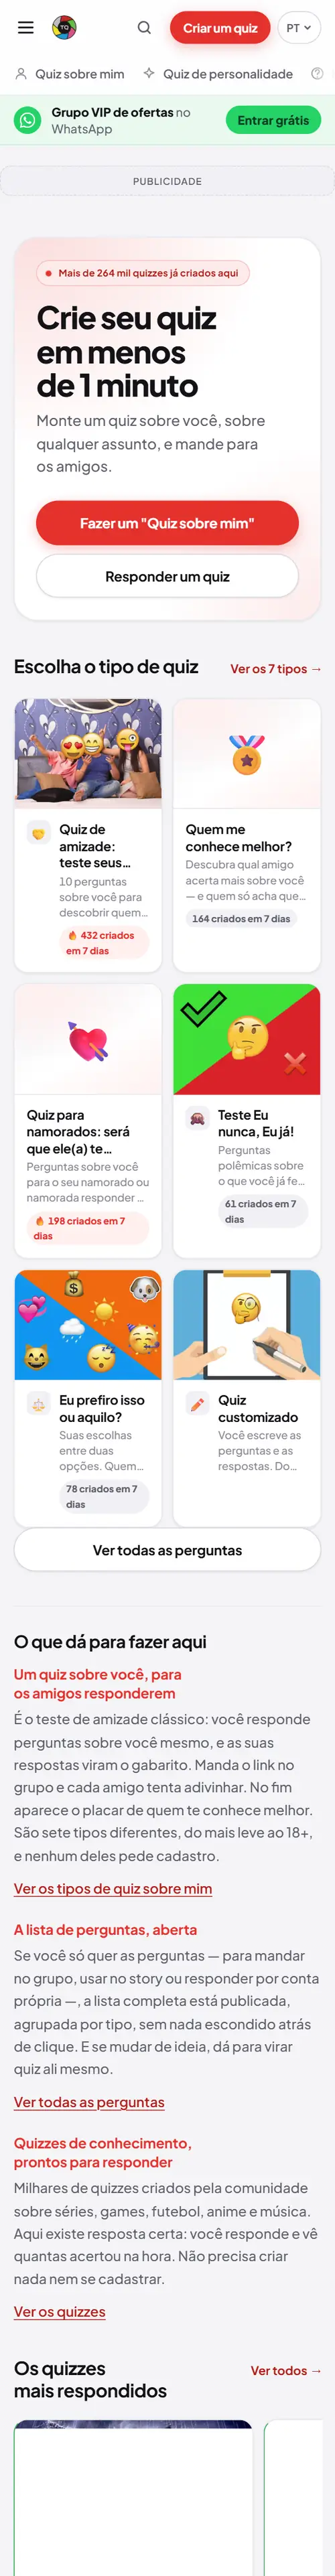 TQ
Criar um quiz
PT
Quiz sobre mim
Quiz de personalidade
Grupo VIP de ofertas no
WhatsApp
Entrar grátis
PUBLICIDADE
Mais de 264 mil quizzes já criados aqui
Crie seu quiz
em menos
de 1 minuto
Monte um quiz sobre você, sobre
qualquer assunto, e mande para
os amigos.
Fazer um "Quiz sobre mim"
Responder um quiz
Escolha o tipo de quiz
Ver os 7 tipos →
Quiz de
amizade:
teste seus...
10 perguntas
sobre você para
descobrir quem...
432 criados
em 7 dias
Quem me
conhece melhor?
Descubra qual amigo
acerta mais sobre você
— e quem só acha que...
164 criados em 7 dias
Quiz para
namorados: será
que ele(a) te...
Perguntas sobre você
para o seu namorado ou
namorada responder ...
198 criados em 7
dias
Teste Eu
nunca, Eu já!
Perguntas
polêmicas sobre
o que você já fe...
61 criados em 7
dias
Eu prefiro isso
ou aquilo?
Suas escolhas
entre duas
opções. Quem...
78 criados em 7
dias
Quiz
customizado
Você escreve as
perguntas e as
respostas. Do...
Ver todas as perguntas
O que dá para fazer aqui
Um quiz sobre você, para
os amigos responderem
É o teste de amizade clássico: você responde
perguntas sobre você mesmo, e as suas
respostas viram o gabarito. Manda o link no
grupo e cada amigo tenta adivinhar. No fim
aparece o placar de quem te conhece melhor.
São sete tipos diferentes, do mais leve ao 18+,
e nenhum deles pede cadastro.
Ver os tipos de quiz sobre mim
A lista de perguntas, aberta
Se você só quer as perguntas — para mandar
no grupo, usar no story ou responder por conta
própria —, a lista completa está publicada,
agrupada por tipo, sem nada escondido atrás
de clique. E se mudar de ideia, dá para virar
quiz ali mesmo.
Ver todas as perguntas
Quizzes de conhecimento,
prontos para responder
Milhares de quizzes criados pela comunidade
sobre séries, games, futebol, anime e música.
Aqui existe resposta certa: você responde e vê
quantas acertou na hora. Não precisa criar
nada nem se cadastrar.
Ver os quizzes
Os quizzes
mais respondidos
Ver todos →